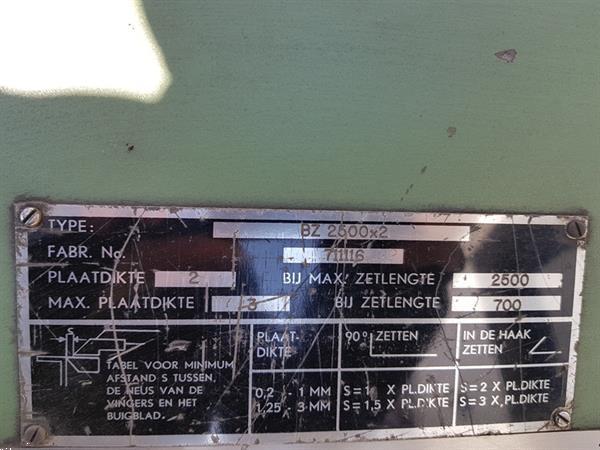 TYPE: BZ 2500x2
FABR. No. 71116
PLAATDIKTE 2 BIJ MAX. ZETLENGTE 2500
MAX. PLAATDIKTE 3 BIJ ZETLENGTE 700
S
TABEL VOOR MINIMUM
AFSTAND S TUSSEN,
DE NEUS VAN DE
VINGERS EN HET
BUIGBLAD.
PLAAT-
DIKTE
0,2 - 1 MM
1,25 - 3 MM
90° ZETTEN
S = 1 X PL.DIKTE
S = 1,5 X PL.DIKTE
IN DE HAAK
ZETTEN
S = 2 X PL.DIKTE
S = 3 X PL.DIKTE